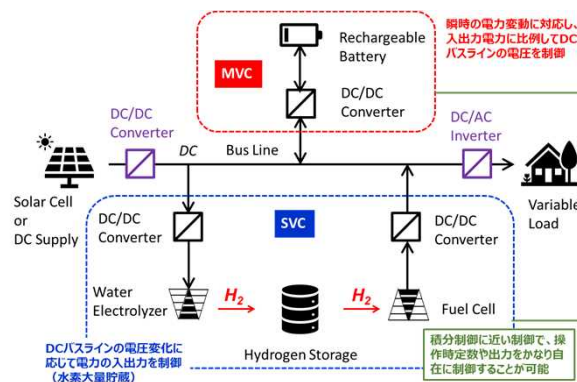 瞬時の電力変動に対応し、
入出力電力に比例してDC
バスラインの電圧を制御
Rechargeable
Battery
MVC
DC/DC
Converter
DC/DC
Converter
DC
Bus Line
DC/AC
Inverter
Solar Cell
or
DC Supply
Variable
Load
DC/DC
Converter
SVC
DC/DC
Converter
Water
Electrolyzer
H2
H2
Fuel Cell
Hydrogen Storage
DCバスラインの電圧変化に
応じて電力の入出力を制御
（水素大量貯蔵）
積分制御に近い制御で、操
作時定数や出力をかなり自
在に制御することが可能